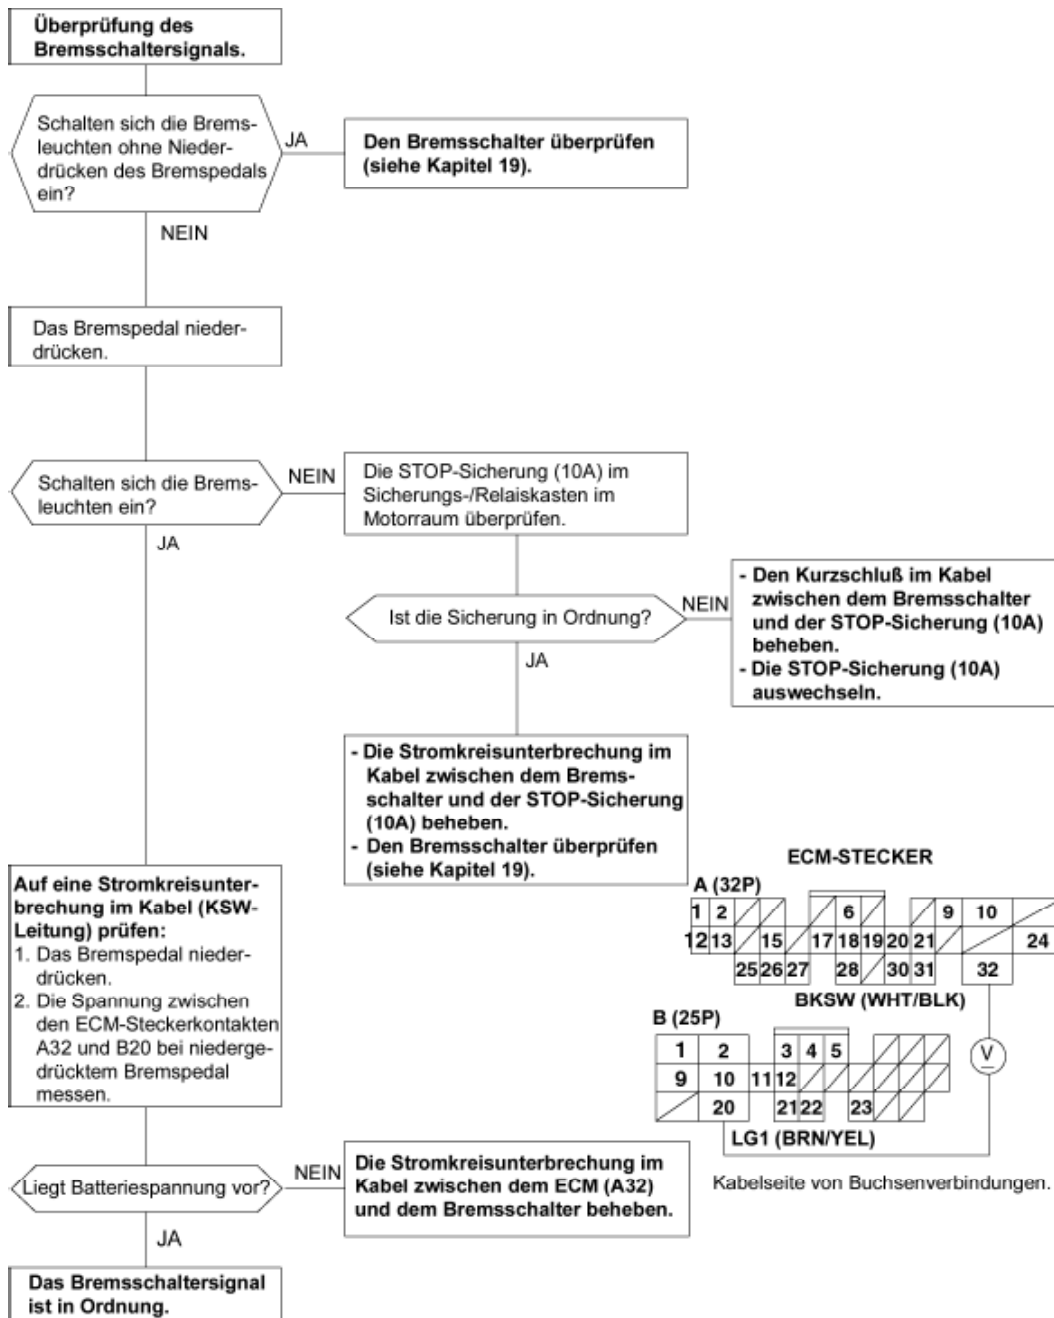 Überprüfung des
Bremsschaltersignals.
Schalten sich die Brems-
leuchten ohne Nieder-
drücken des Bremspedals
ein?
JA
Den Bremsschalter überprüfen
(siehe Kapitel 19).
NEIN
Das Bremspedal nieder-
drücken.
Schalten sich die Brems-
leuchten ein?
NEIN
Die STOP-Sicherung (10A) im
Sicherungs-/Relaiskasten im
Motorraum überprüfen.
JA
Ist die Sicherung in Ordnung?
NEIN
- Den Kurzschluß im Kabel
zwischen dem Bremsschalter
und der STOP-Sicherung (10A)
beheben.
- Die STOP-Sicherung (10A)
auswechseln.
JA
- Die Stromkreisunterbrechung im
Kabel zwischen dem Brems-
schalter und der STOP-Sicherung
(10A) beheben.
- Den Bremsschalter überprüfen
(siehe Kapitel 19).
Auf eine Stromkreisunter-
brechung im Kabel (KSW-
Leitung) prüfen:
1. Das Bremspedal nieder-
drücken.
2. Die Spannung zwischen
den ECM-Steckerkontakten
A32 und B20 bei niederge-
drücktem Bremspedal
messen.
ECM-STECKER
A (32P)
1 2 6 9 10
12 13 15 17 18 19 20 21 24
25 26 27 28 30 31 32
BKSW (WHT/BLK)
B (25P)
1 2 3 4 5
9 10 11 12
20 21 22 23
V
LG1 (BRN/YEL)
Kabelseite von Buchsenverbindungen.
Liegt Batteriespannung vor?
NEIN
Die Stromkreisunterbrechung im
Kabel zwischen dem ECM (A32)
und dem Bremsschalter beheben.
JA
Das Bremsschaltersignal
ist in Ordnung.